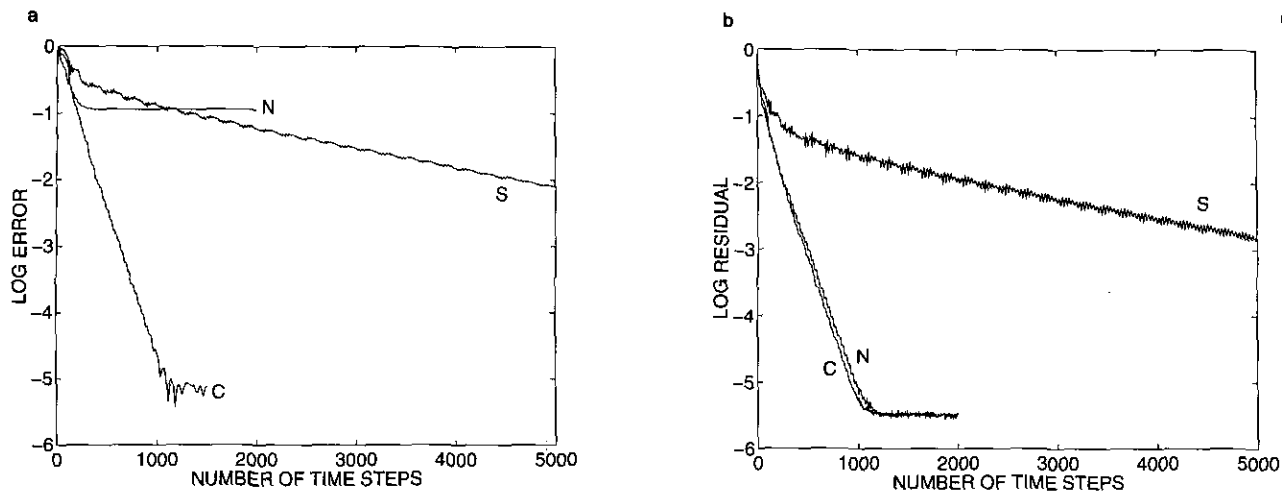 a
0
-1
-2
-3
-4
-5
-6
LOG ERROR
N
S
C
0 1000 2000 3000 4000 5000
NUMBER OF TIME STEPS
b
0
-1
-2
-3
-4
-5
-6
LOG RESIDUAL
S
N
C
0 1000 2000 3000 4000 5000
NUMBER OF TIME STEPS